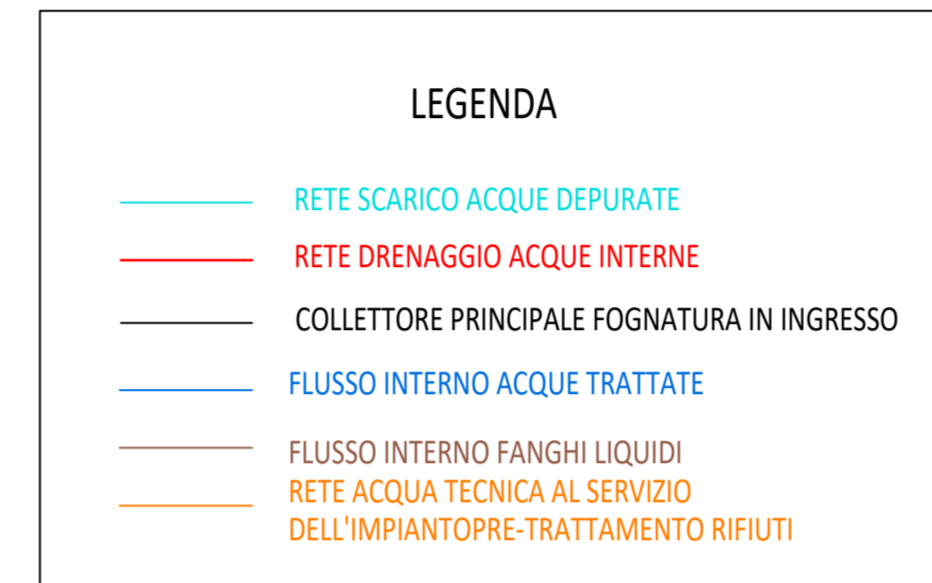 LEGENDA
RETE SCARICO ACQUE DEPURATE
RETE DRENAGGIO ACQUE INTERNE
COLLETTORE PRINCIPALE FOGNATURA IN INGRESSO
FLUSSO INTERNO ACQUE TRATTATE
FLUSSO INTERNO FANGHI LIQUIDI
RETE ACQUA TECNICA AL SERVIZIO
DELL'IMPIANTOPRE-TRATTAMENTO RIFIUTI